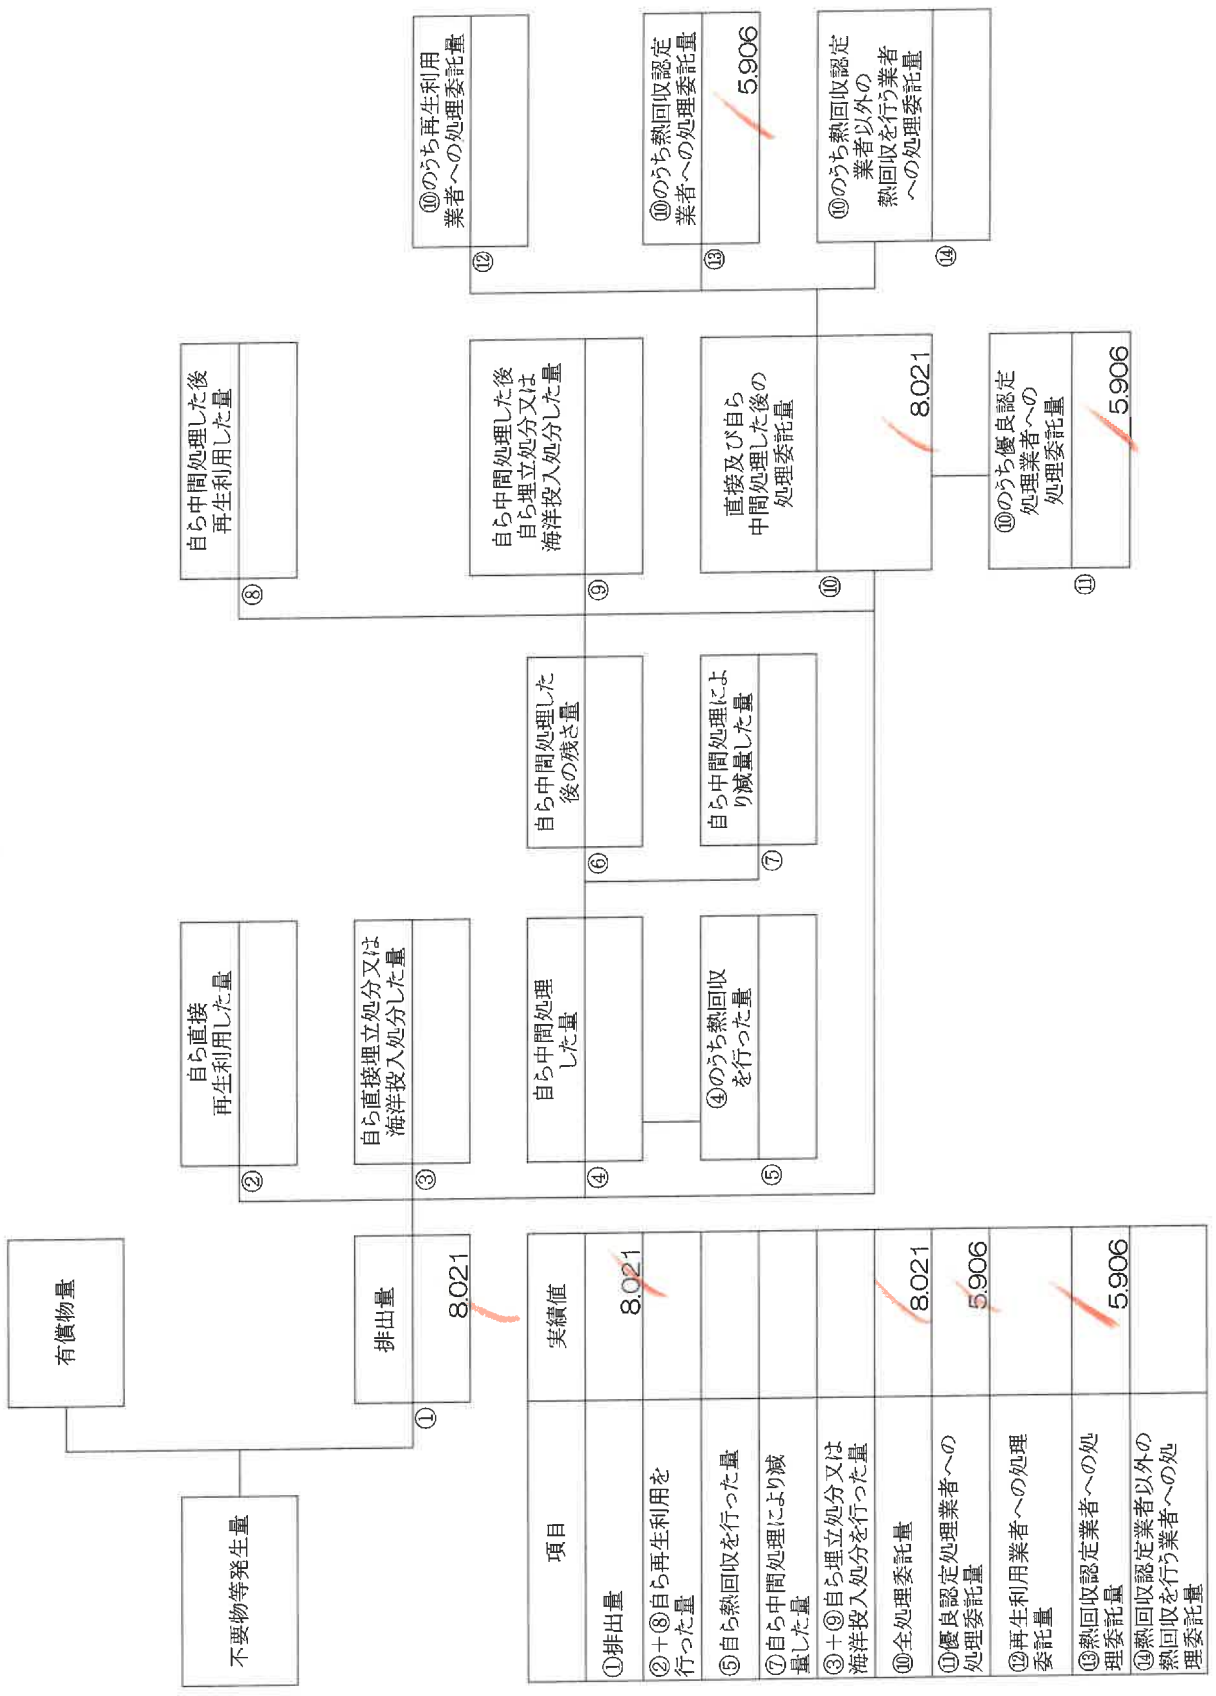 不要物等発生量
有償物量
①
排出量
8.021
②
自ら直接
再生利用した量
③
自ら直接埋立処分又は
海洋投入処分した量
④
自ら中間処理
した量
⑤
④のうち熱回収
を行った量
⑥
自ら中間処理した
後の残さ量
⑦
自ら中間処理によ
り減量した量
⑧
自ら中間処理した後
再生利用した量
⑨
自ら中間処理した後
自ら埋立処分又は
海洋投入処分した量
⑩
直接及び自ら
中間処理した後の
処理委託量
8.021
⑪
⑩のうち優良認定
処理業者への
処理委託量
5.906
⑫
⑩のうち再生利用
業者への処理委託量
⑬
⑩のうち熱回収認定
業者への処理委託量
5.906
⑭
⑩のうち熱回収認定
業者以外の
熱回収を行う業者
への処理委託量
項目 実績値
①排出量 8.021
②+⑧自ら再生利用を
行った量
⑤自ら熱回収を行った量
⑦自ら中間処理により減
量した量
③+⑨自ら埋立処分又は
海洋投入処分を行った量
⑩全処理委託量 8.021
⑪優良認定処理業者への
処理委託量 5.906
⑫再生利用業者への処理
委託量
⑬熱回収認定業者への処
理委託量 5.906
⑭熱回収認定業者以外の
熱回収を行う業者への処
理委託量